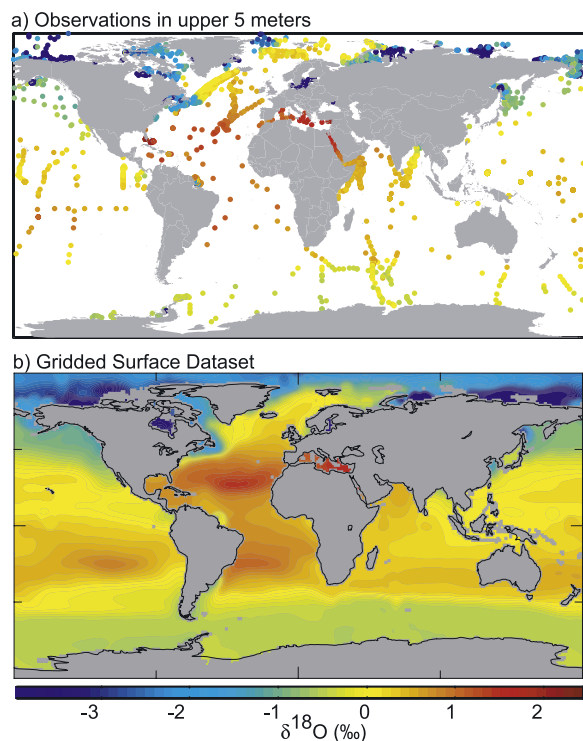 a) Observations in upper 5 meters
b) Gridded Surface Dataset
-3 -2 -1 0 1 2
δ¹⁸O (‰)